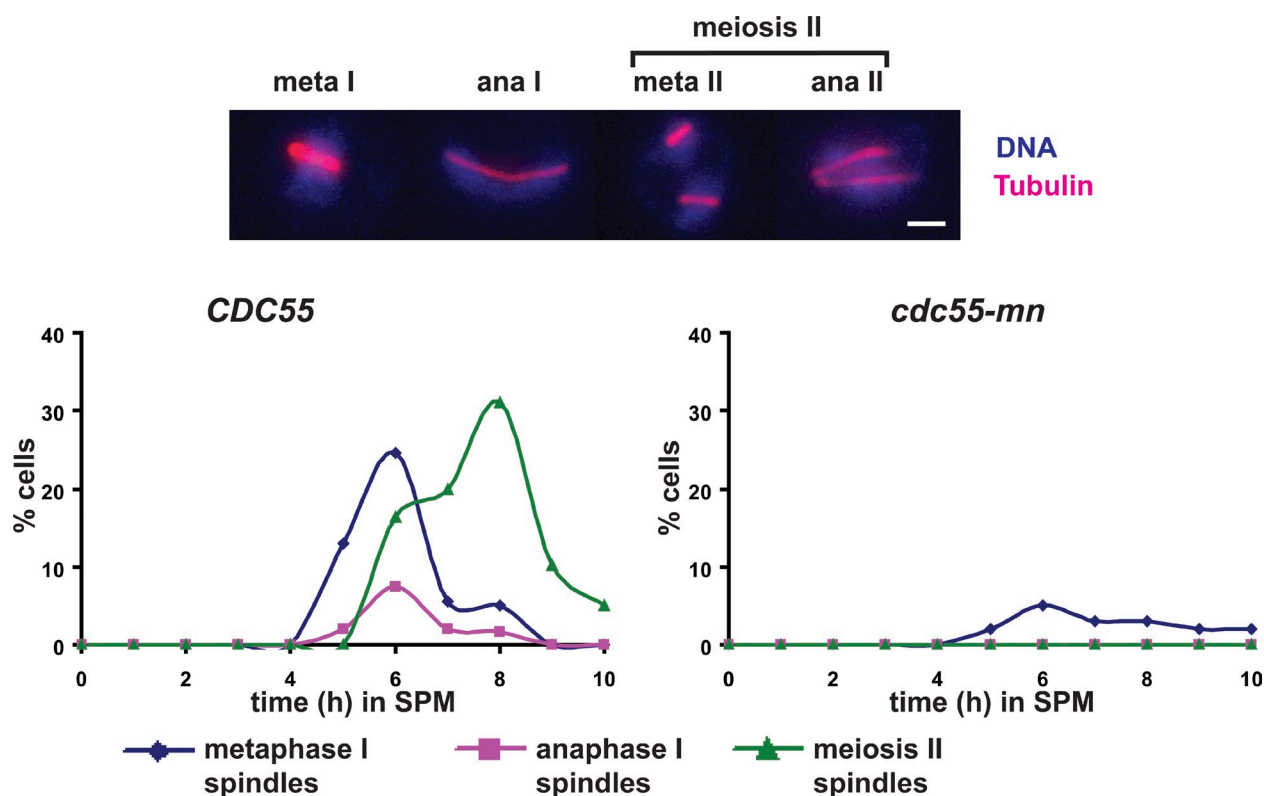 meiosis II
meta I ana I meta II ana II
DNA
Tubulin
CDC55
40
30
20
10
0
% cells
0 2 4 6 8 10
time (h) in SPM
cdc55-mn
40
30
20
10
0
% cells
0 2 4 6 8 10
time (h) in SPM
metaphase I
spindles
anaphase I
spindles
meiosis II
spindles